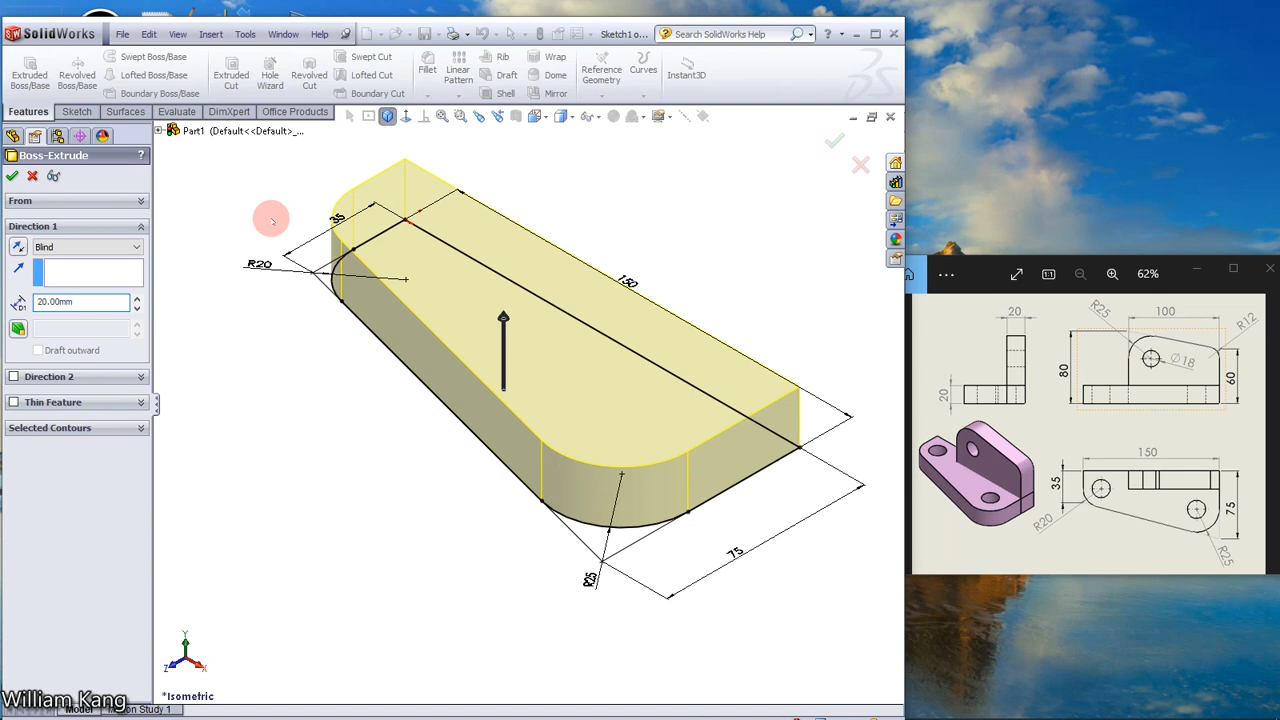 SolidWorks
File Edit View Insert Tools Window Help
Sketch1 o...
Search SolidWorks Help
Extruded Boss/Base
Revolved Boss/Base
Swept Boss/Base
Lofted Boss/Base
Boundary Boss/Base
Extruded Cut
Hole Wizard
Revolved Cut
Swept Cut
Lofted Cut
Boundary Cut
Fillet
Linear Pattern
Rib
Draft
Shell
Wrap
Dome
Mirror
Reference Geometry
Curves
Instant3D
Features Sketch Surfaces Evaluate DimXpert Office Products
Part1 (Default<<Default>_...
Boss-Extrude ?
From
Direction 1
Blind
20.00mm
Draft outward
Direction 2
Thin Feature
Selected Contours
35
R20
150
75
R25
Y
Z
X
*Isometric
William Kang
Model
62%
20
R25
100
R12
Ø18
80
60
20
150
35
75
R20
R25